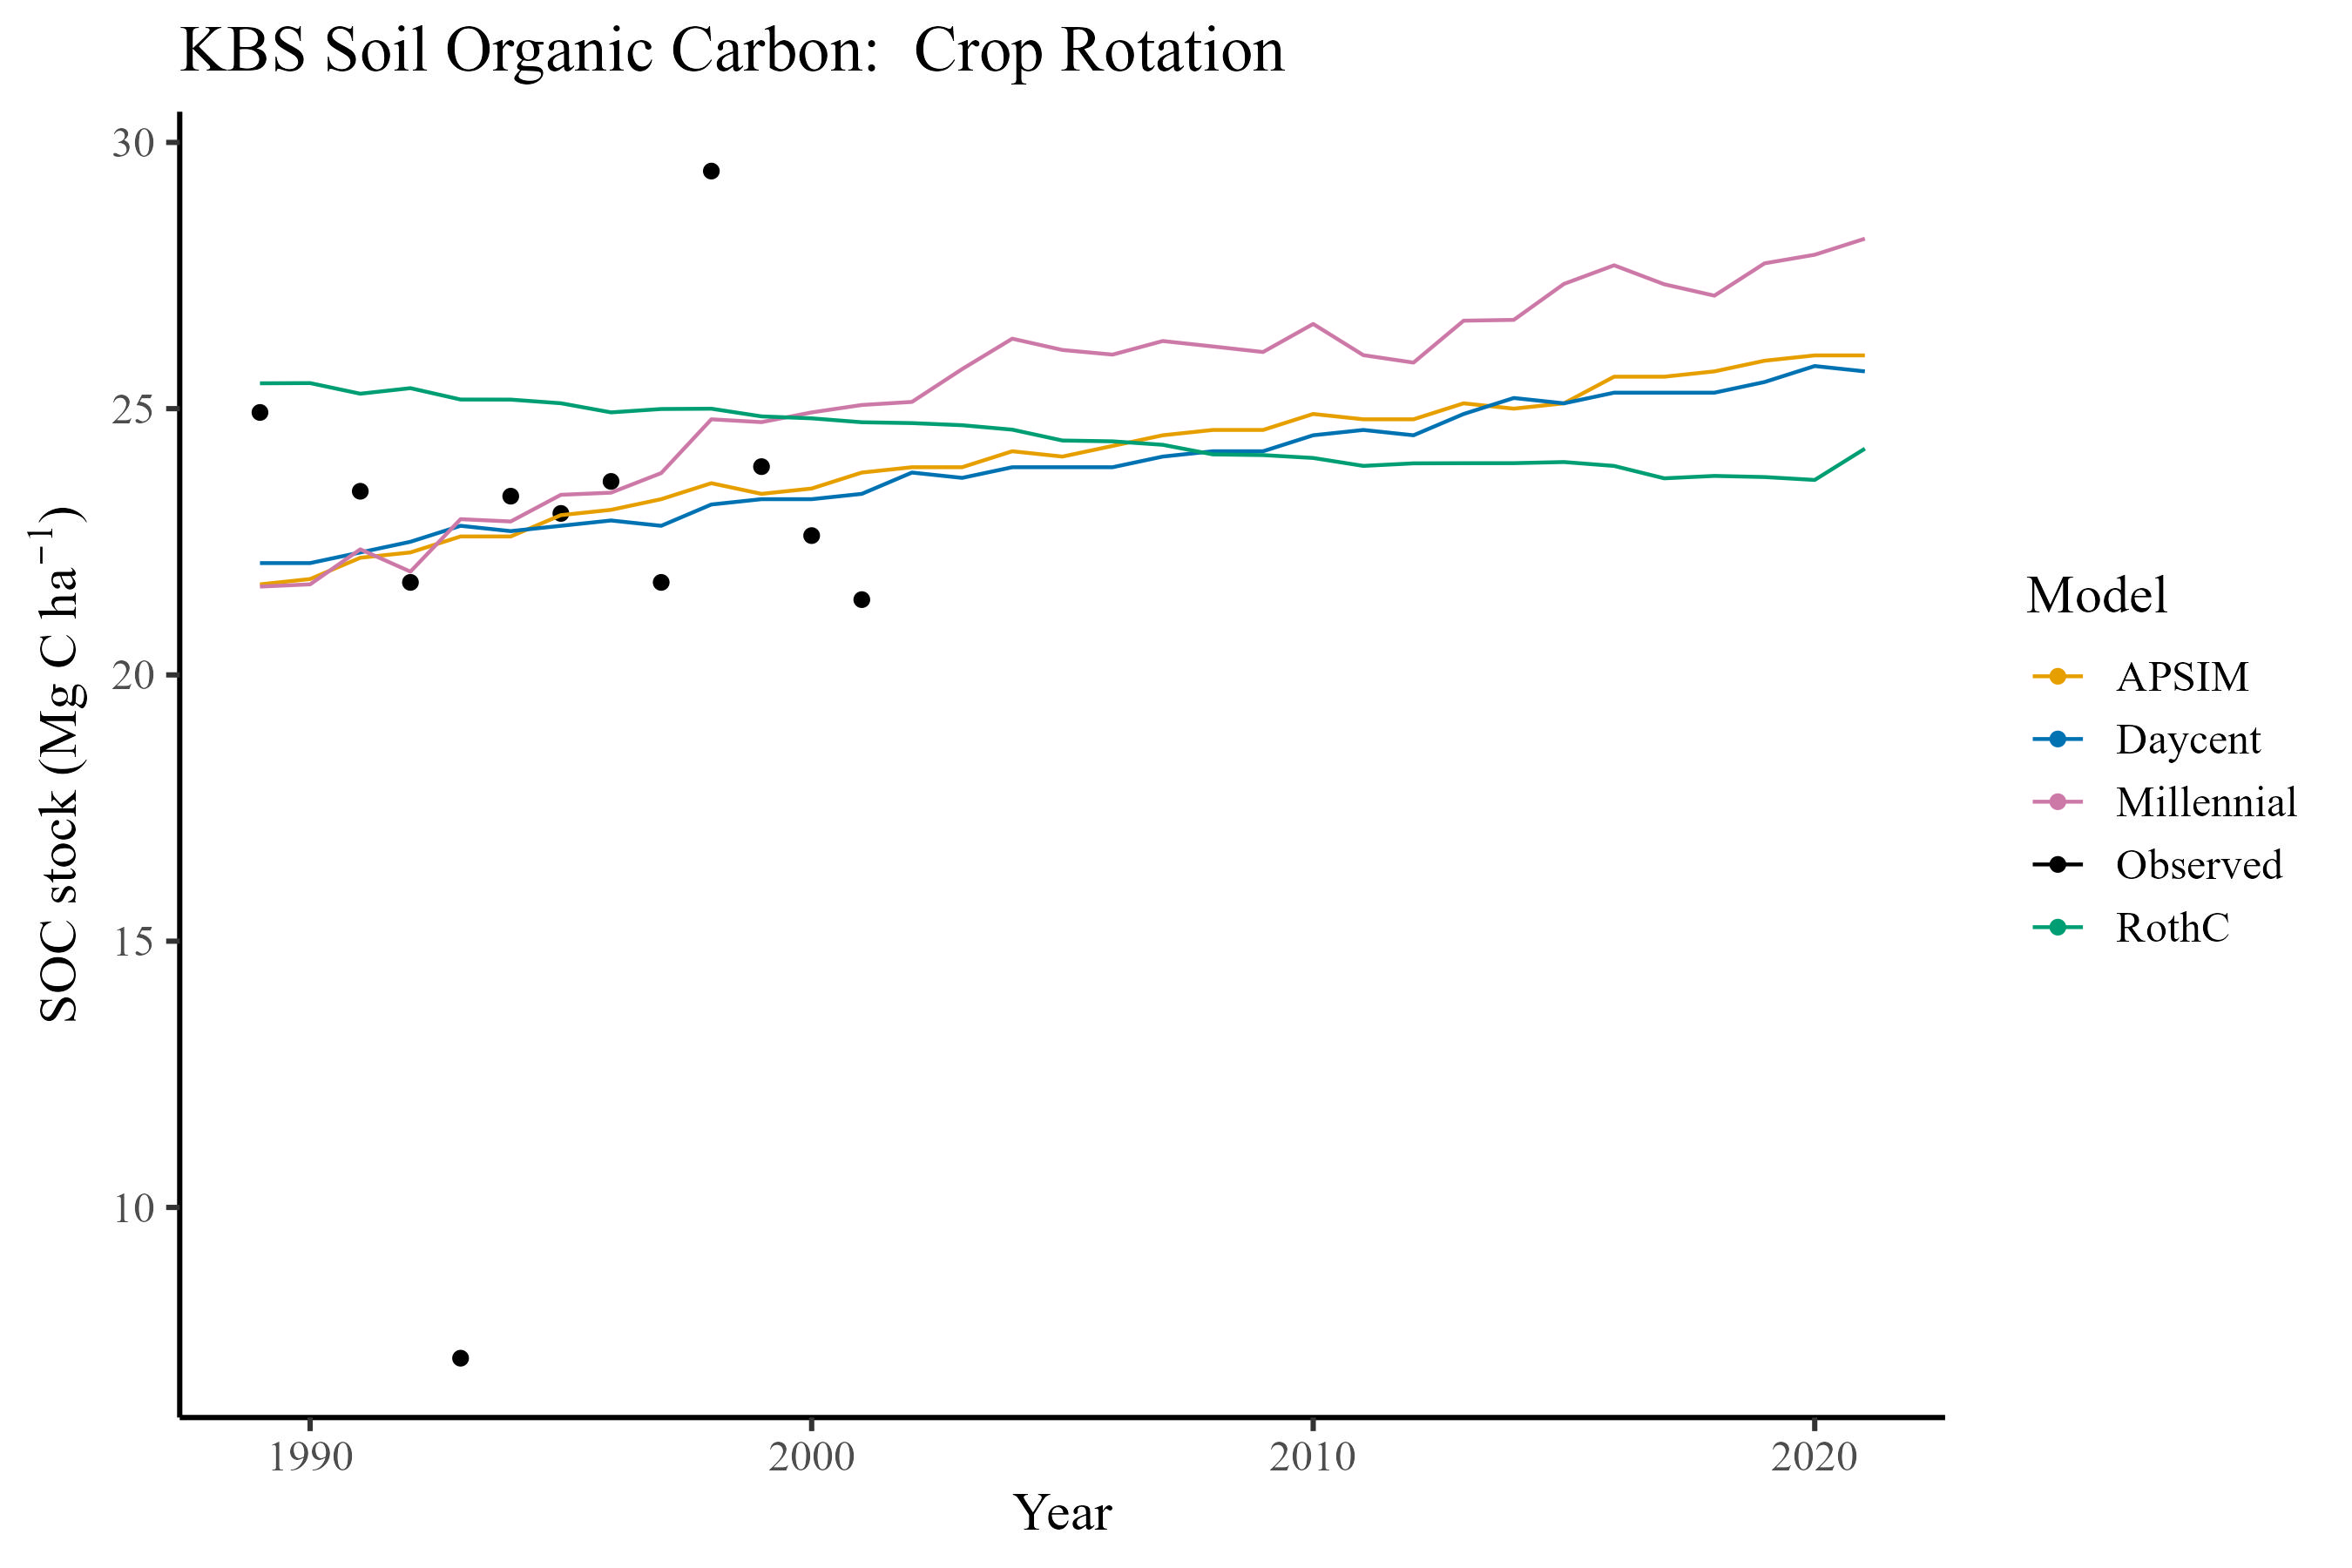 KBS Soil Organic Carbon:  Crop Rotation
SOC stock (Mg C ha⁻¹)
30
25
20
15
10
1990
2000
2010
2020
Year
Model
APSIM
Daycent
Millennial
Observed
RothC